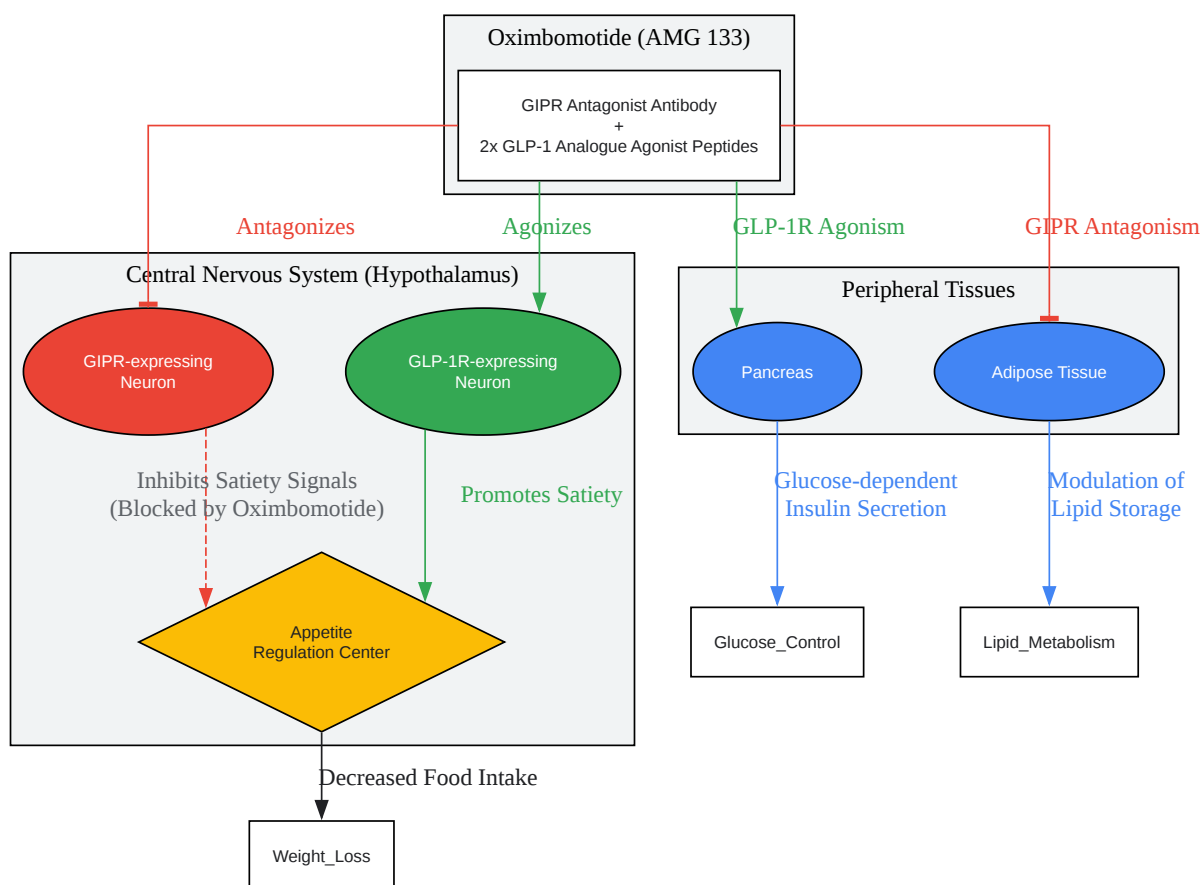 Oximbomotide (AMG 133)
GIPR Antagonist Antibody
+
2x GLP-1 Analogue Agonist Peptides
Antagonizes
Agonizes
GLP-1R Agonism
GIPR Antagonism
Central Nervous System (Hypothalamus)
Peripheral Tissues
GIPR-expressing
Neuron
GLP-1R-expressing
Neuron
Pancreas
Adipose Tissue
Inhibits Satiety Signals
(Blocked by Oximbomotide)
Promotes Satiety
Glucose-dependent
Insulin Secretion
Modulation of
Lipid Storage
Appetite
Regulation Center
Glucose_Control
Lipid_Metabolism
Decreased Food Intake
Weight_Loss